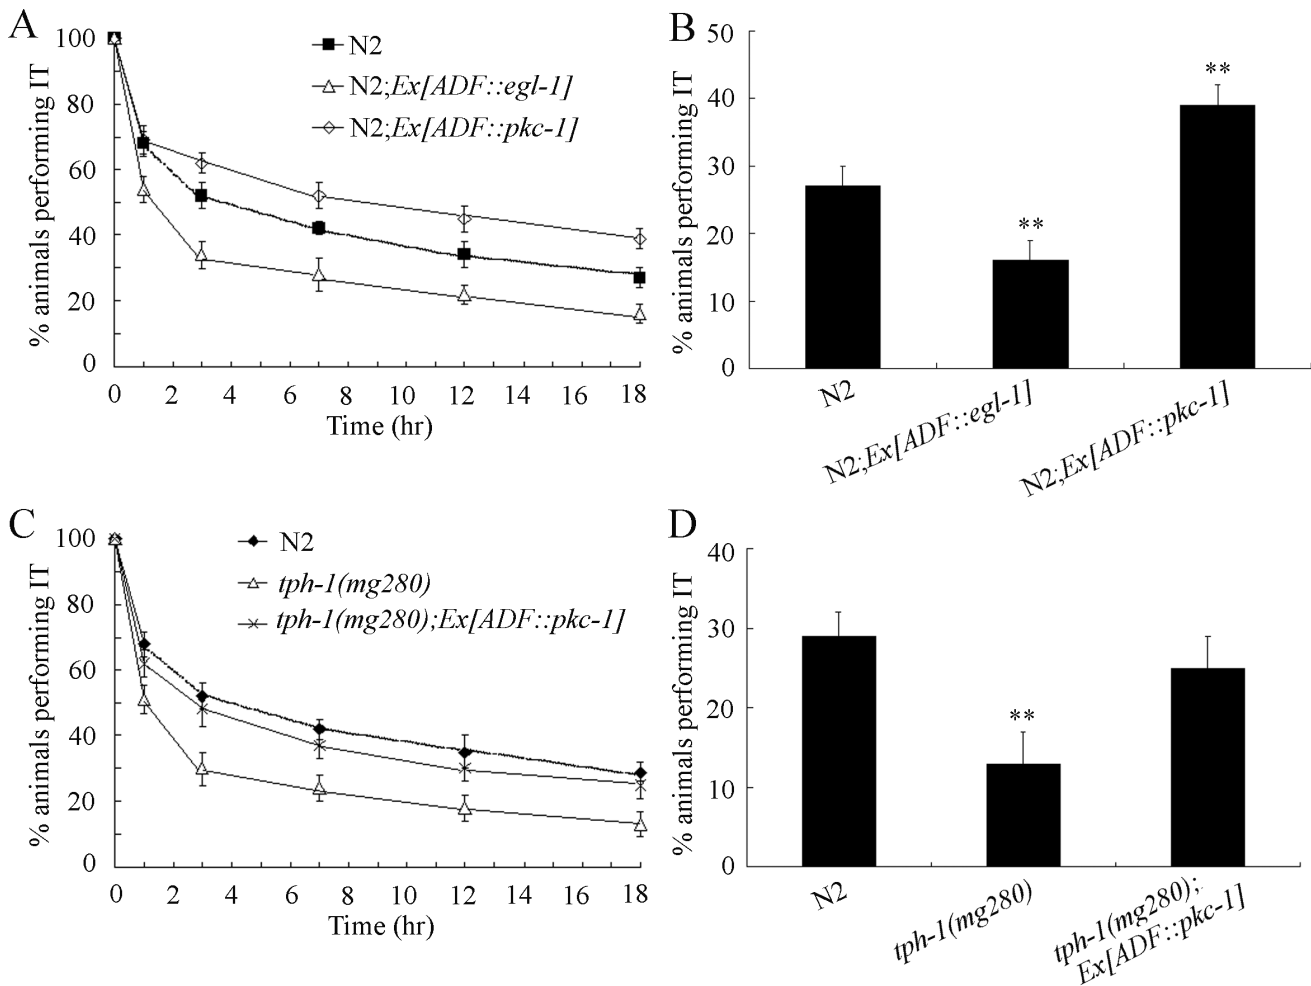 A
100
80
60
40
20
0
% animals performing IT
N2
N2;Ex[ADF::egl-1]
N2;Ex[ADF::pkc-1]
0 2 4 6 8 10 12 14 16 18
Time (hr)
B
50
40
30
20
10
0
% animals performing IT
**
**
N2
N2;Ex[ADF::egl-1]
N2;Ex[ADF::pkc-1]
C
100
80
60
40
20
0
% animals performing IT
N2
tph-1(mg280)
tph-1(mg280);Ex[ADF::pkc-1]
0 2 4 6 8 10 12 14 16 18
Time (hr)
D
40
30
20
10
0
% animals performing IT
**
N2
tph-1(mg280)
tph-1(mg280);
Ex[ADF::pkc-1]